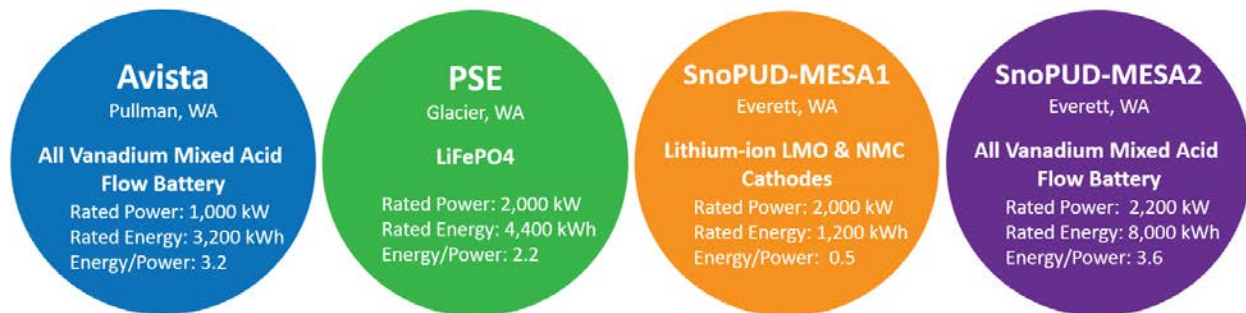 Avista
Pullman, WA
All Vanadium Mixed Acid
Flow Battery
Rated Power: 1,000 kW
Rated Energy: 3,200 kWh
Energy/Power: 3.2
PSE
Glacier, WA
LiFePO4
Rated Power: 2,000 kW
Rated Energy: 4,400 kWh
Energy/Power: 2.2
SnoPUD-MESA1
Everett, WA
Lithium-ion LMO & NMC
Cathodes
Rated Power: 2,000 kW
Rated Energy: 1,200 kWh
Energy/Power: 0.5
SnoPUD-MESA2
Everett, WA
All Vanadium Mixed Acid
Flow Battery
Rated Power: 2,200 kW
Rated Energy: 8,000 kWh
Energy/Power: 3.6